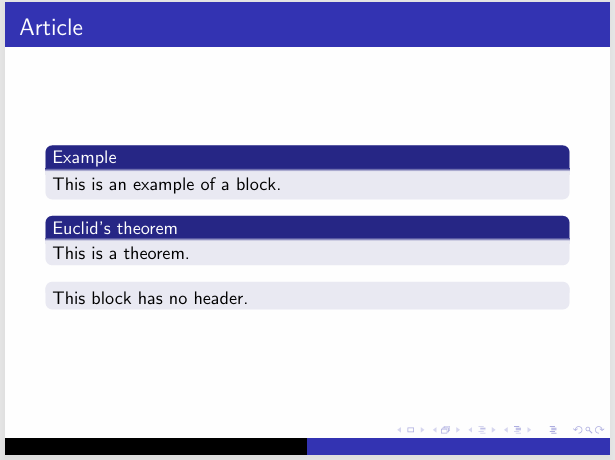 Article
Example
This is an example of a block.
Euclid's theorem
This is a theorem.
This block has no header.